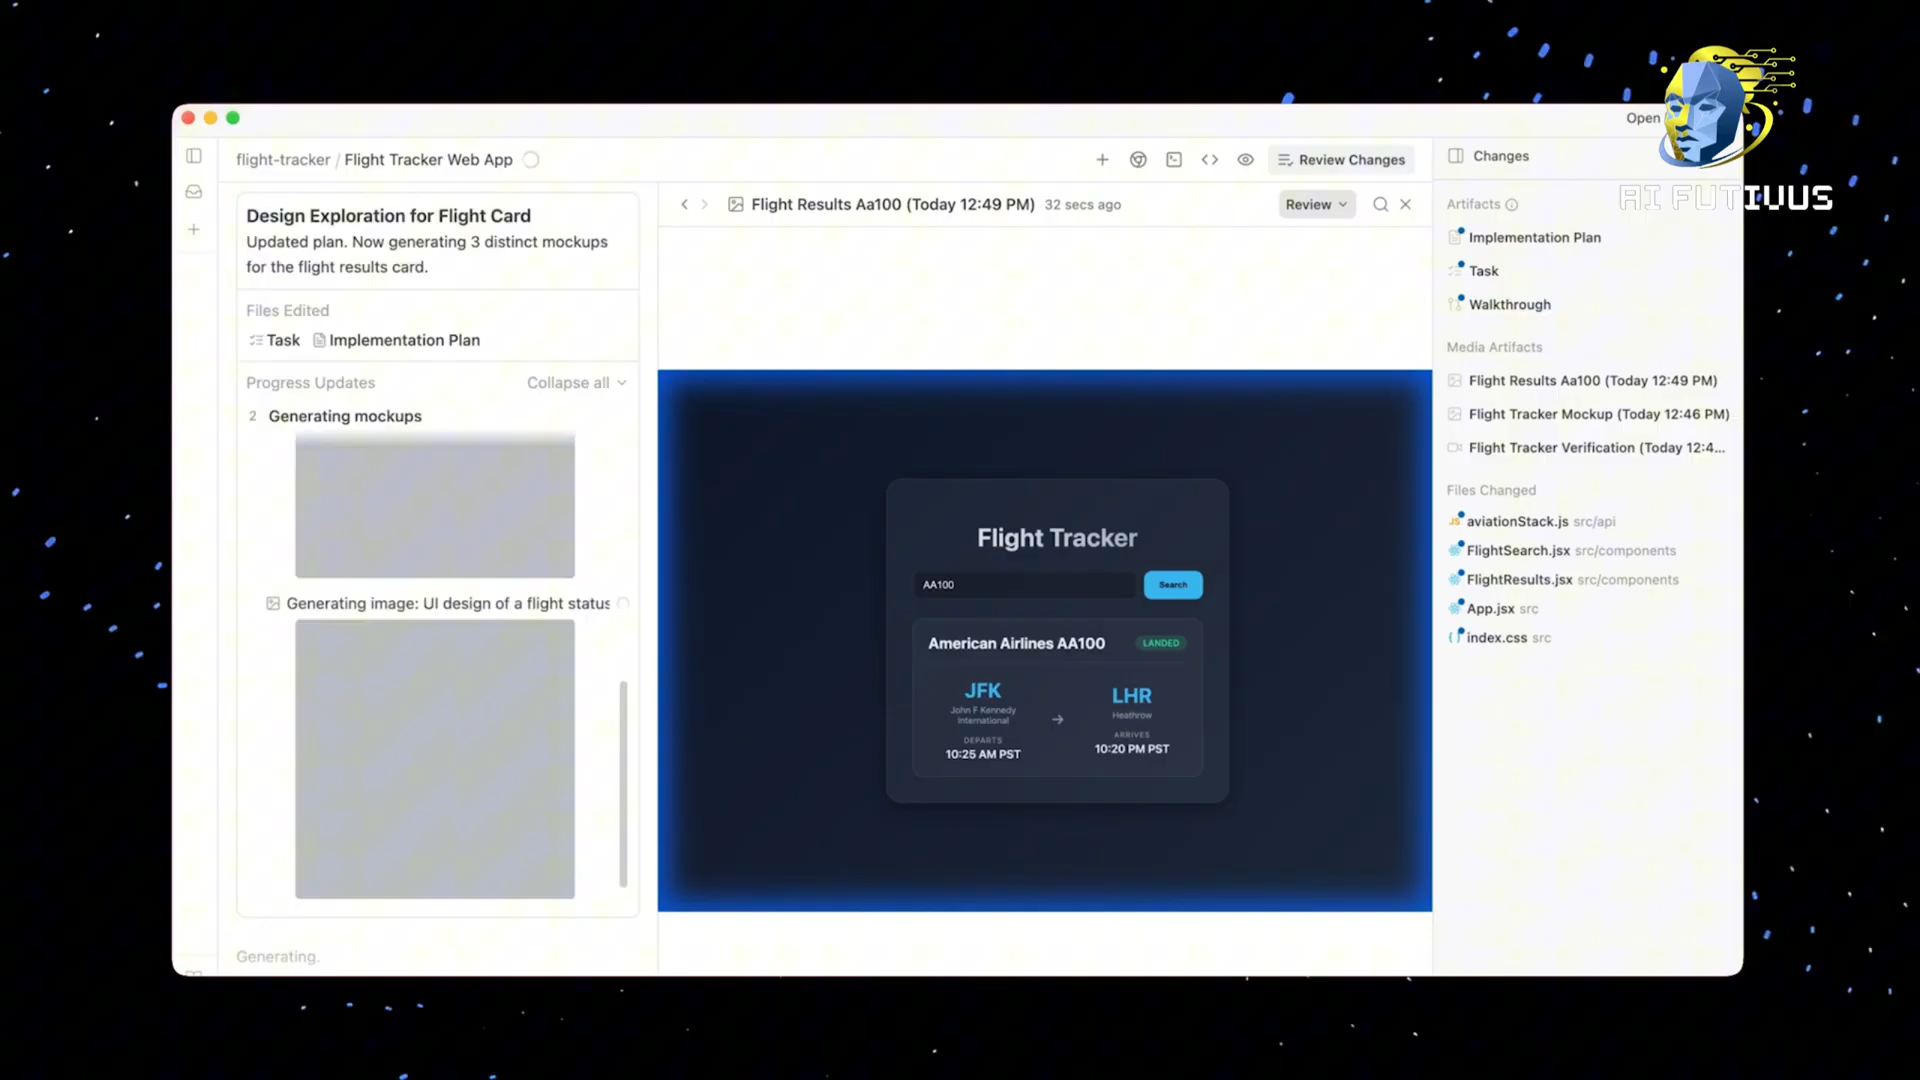 Open
AI FUTIVUS
flight-tracker / Flight Tracker Web App
Review Changes
Changes
Design Exploration for Flight Card
Updated plan. Now generating 3 distinct mockups
for the flight results card.
Files Edited
Task
Implementation Plan
Progress Updates
Collapse all
2 Generating mockups
Generating image: UI design of a flight status
Generating.
Flight Results Aa100 (Today 12:49 PM)
32 secs ago
Review
Flight Tracker
AA100
Search
American Airlines AA100
LANDED
JFK
John F Kennedy
International
DEPARTS
10:25 AM PST
LHR
Heathrow
ARRIVES
10:20 PM PST
Artifacts
Implementation Plan
Task
Walkthrough
Media Artifacts
Flight Results Aa100 (Today 12:49 PM)
Flight Tracker Mockup (Today 12:46 PM)
Flight Tracker Verification (Today 12:4...
Files Changed
JS aviationStack.js src/api
FlightSearch.jsx src/components
FlightResults.jsx src/components
App.jsx src
{ } index.css src